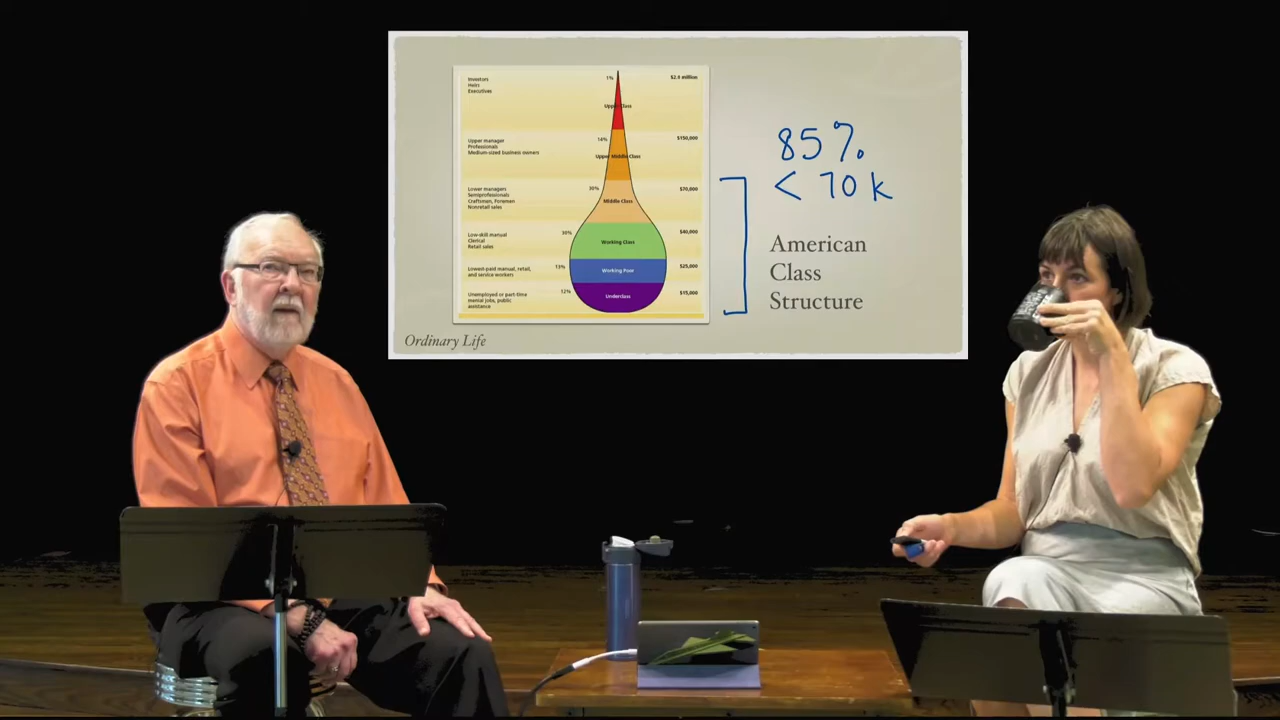 Investors
Heirs
Executives
1%
$2.0 million
Upper Class
Upper manager
Professionals
Medium-sized business owners
14%
$150,000
Upper Middle Class
Lower managers
Semiprofessionals
Craftsmen, Foremen
Nonretail sales
30%
$70,000
Middle Class
Low-skill manual
Clerical
Retail sales
30%
$40,000
Working Class
Lowest-paid manual, retail,
and service workers
13%
$25,000
Working Poor
Unemployed or part-time
menial jobs, public
assistance
12%
$15,000
Underclass
85%
< 70 k
American
Class
Structure
Ordinary Life